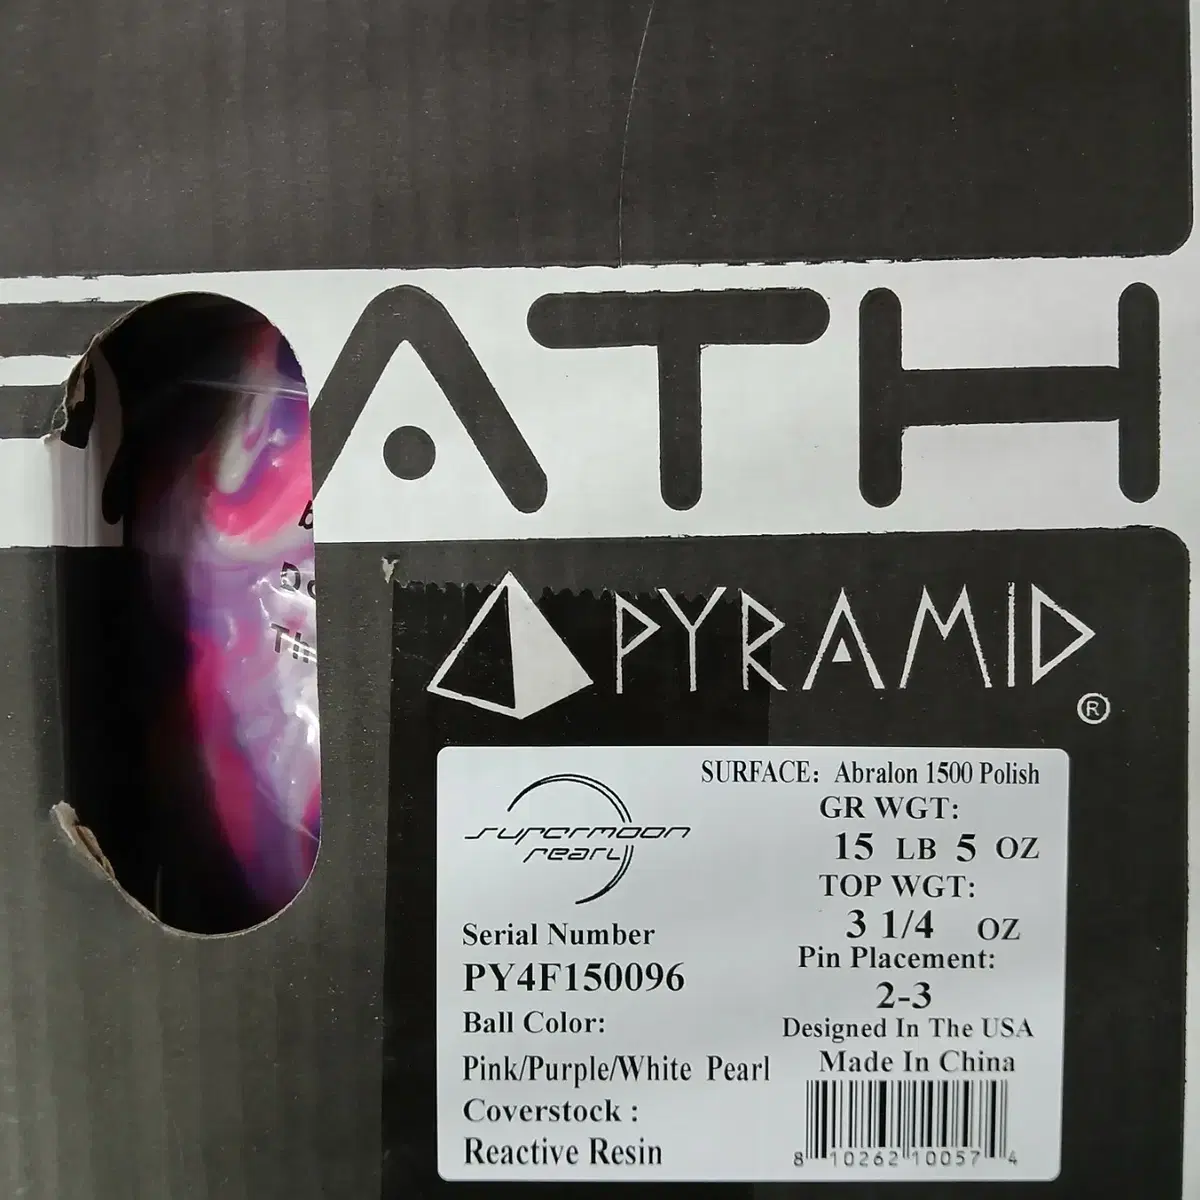 ATH
PYRAMID®
supermoon
pearl
SURFACE: Abralon 1500 Polish
GR WGT:
15 LB 5 OZ
TOP WGT:
3 1/4 OZ
Pin Placement:
2-3
Designed In The USA
Made In China
8 10262 10057 4
Serial Number
PY4F150096
Ball Color:
Pink/Purple/White Pearl
Coverstock :
Reactive Resin